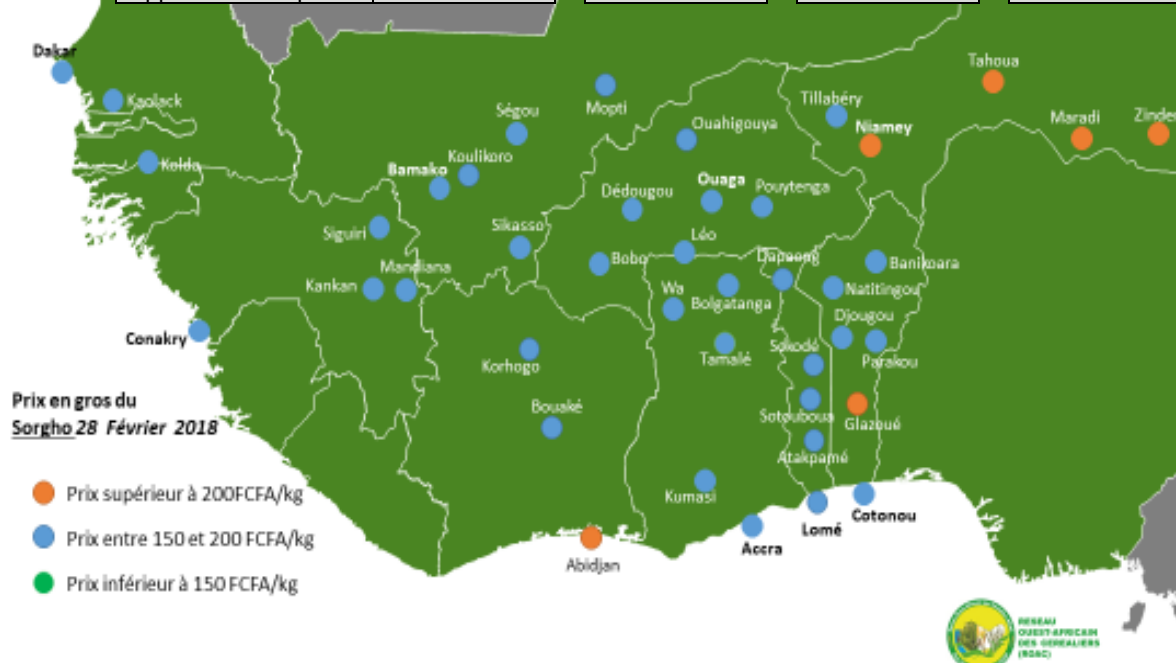 Dakar
Kaolack
Kolda
Tahoua
Maradi
Zinder
Tillabéry
Niamey
Mopti
Ségou
Ouahigouya
Koulikoro
Bamako
Dédougou
Ouaga
Pouytenga
Sikasso
Siguiri
Mandiana
Kankan
Bobo
Léo
Dapaong
Banikoara
Natitingou
Wa
Bolgatanga
Djougou
Conakry
Korhogo
Tamalé
Sokodé
Parakou
Bouaké
Sotouboua
Glazoué
Atakpamé
Kumasi
Lomé
Cotonou
Accra
Abidjan
Prix en gros du
Sorgho 28 Février 2018
Prix supérieur à 200FCFA/kg
Prix entre 150 et 200 FCFA/kg
Prix inférieur à 150 FCFA/kg
RESEAU
OUEST-AFRICAIN
DES CEREALIERS
(ROAC)